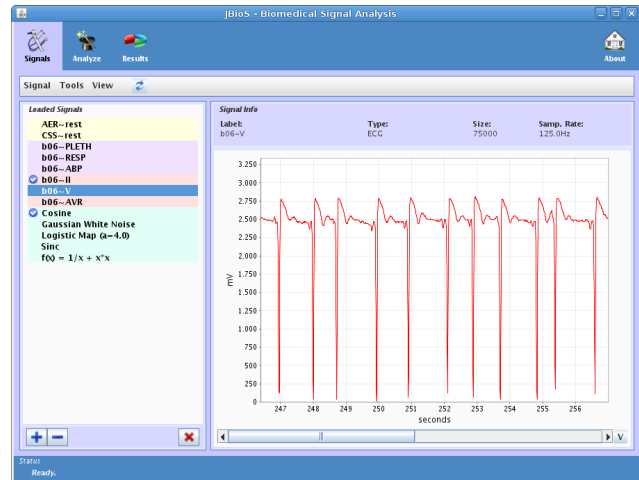 JBioS - Biomedical Signal Analysis
Signals Analyze Results About
Signal Tools View
Loaded Signals
AER~rest
CSS~rest
b06~PLETH
b06~RESP
b06~ABP
b06~II
b06~V
b06~AVR
Cosine
Gaussian White Noise
Logistic Map (a=4.0)
Sinc
f(x) = 1/x + x*x
Signal Info
Label: Type: Size: Samp. Rate:
b06~V ECG 75000 125.0Hz
3.250
3.000
2.750
2.500
2.250
2.000
1.750
1.500
1.250
1.000
750
500
250
0
mV
247 248 249 250 251 252 253 254 255 256
seconds
V
Status
Ready.